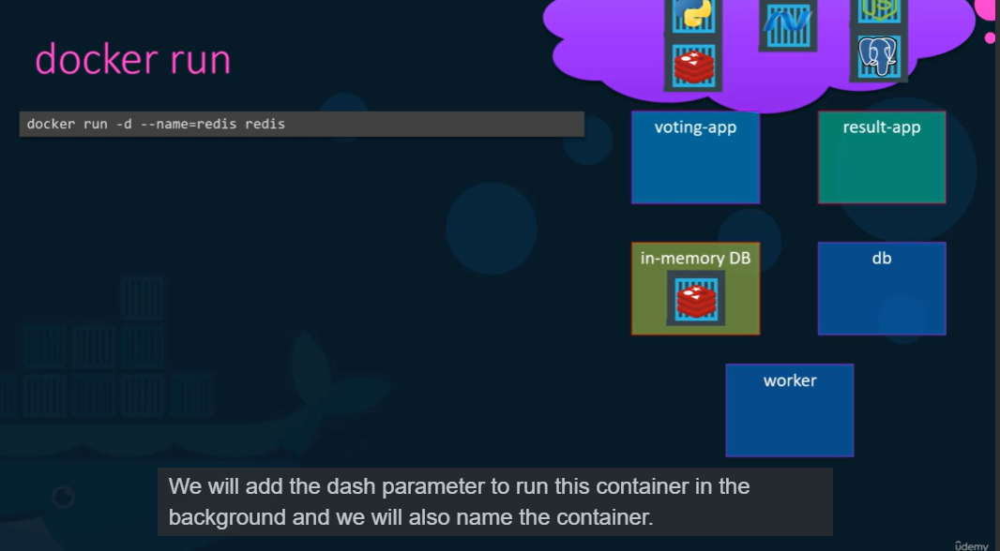 docker run
docker run -d --name=redis redis
voting-app
result-app
in-memory DB
db
worker
We will add the dash parameter to run this container in the
background and we will also name the container.
ûdemy